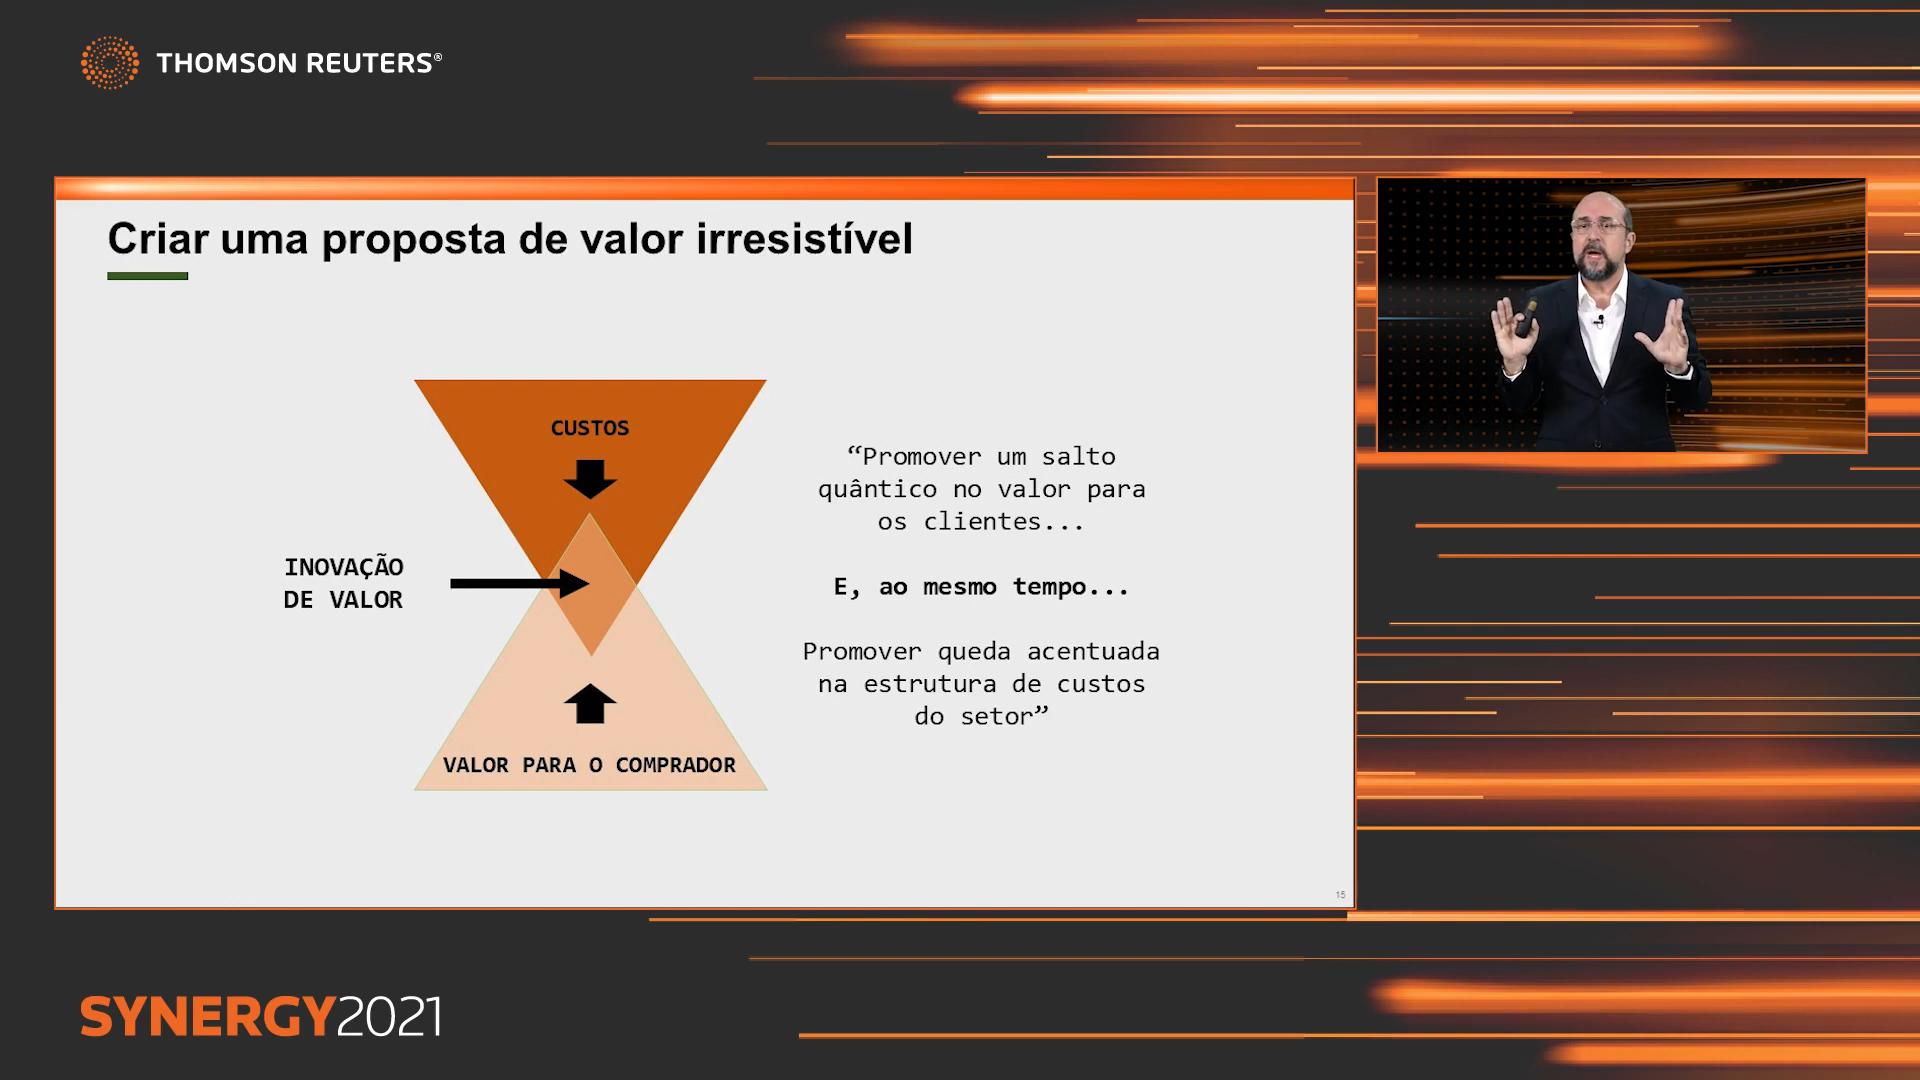 THOMSON REUTERS®
Criar uma proposta de valor irresistível
CUSTOS
INOVAÇÃO
DE VALOR
VALOR PARA O COMPRADOR
“Promover um salto
quântico no valor para
os clientes...
E, ao mesmo tempo...
Promover queda acentuada
na estrutura de custos
do setor”
15
SYNERGY2021